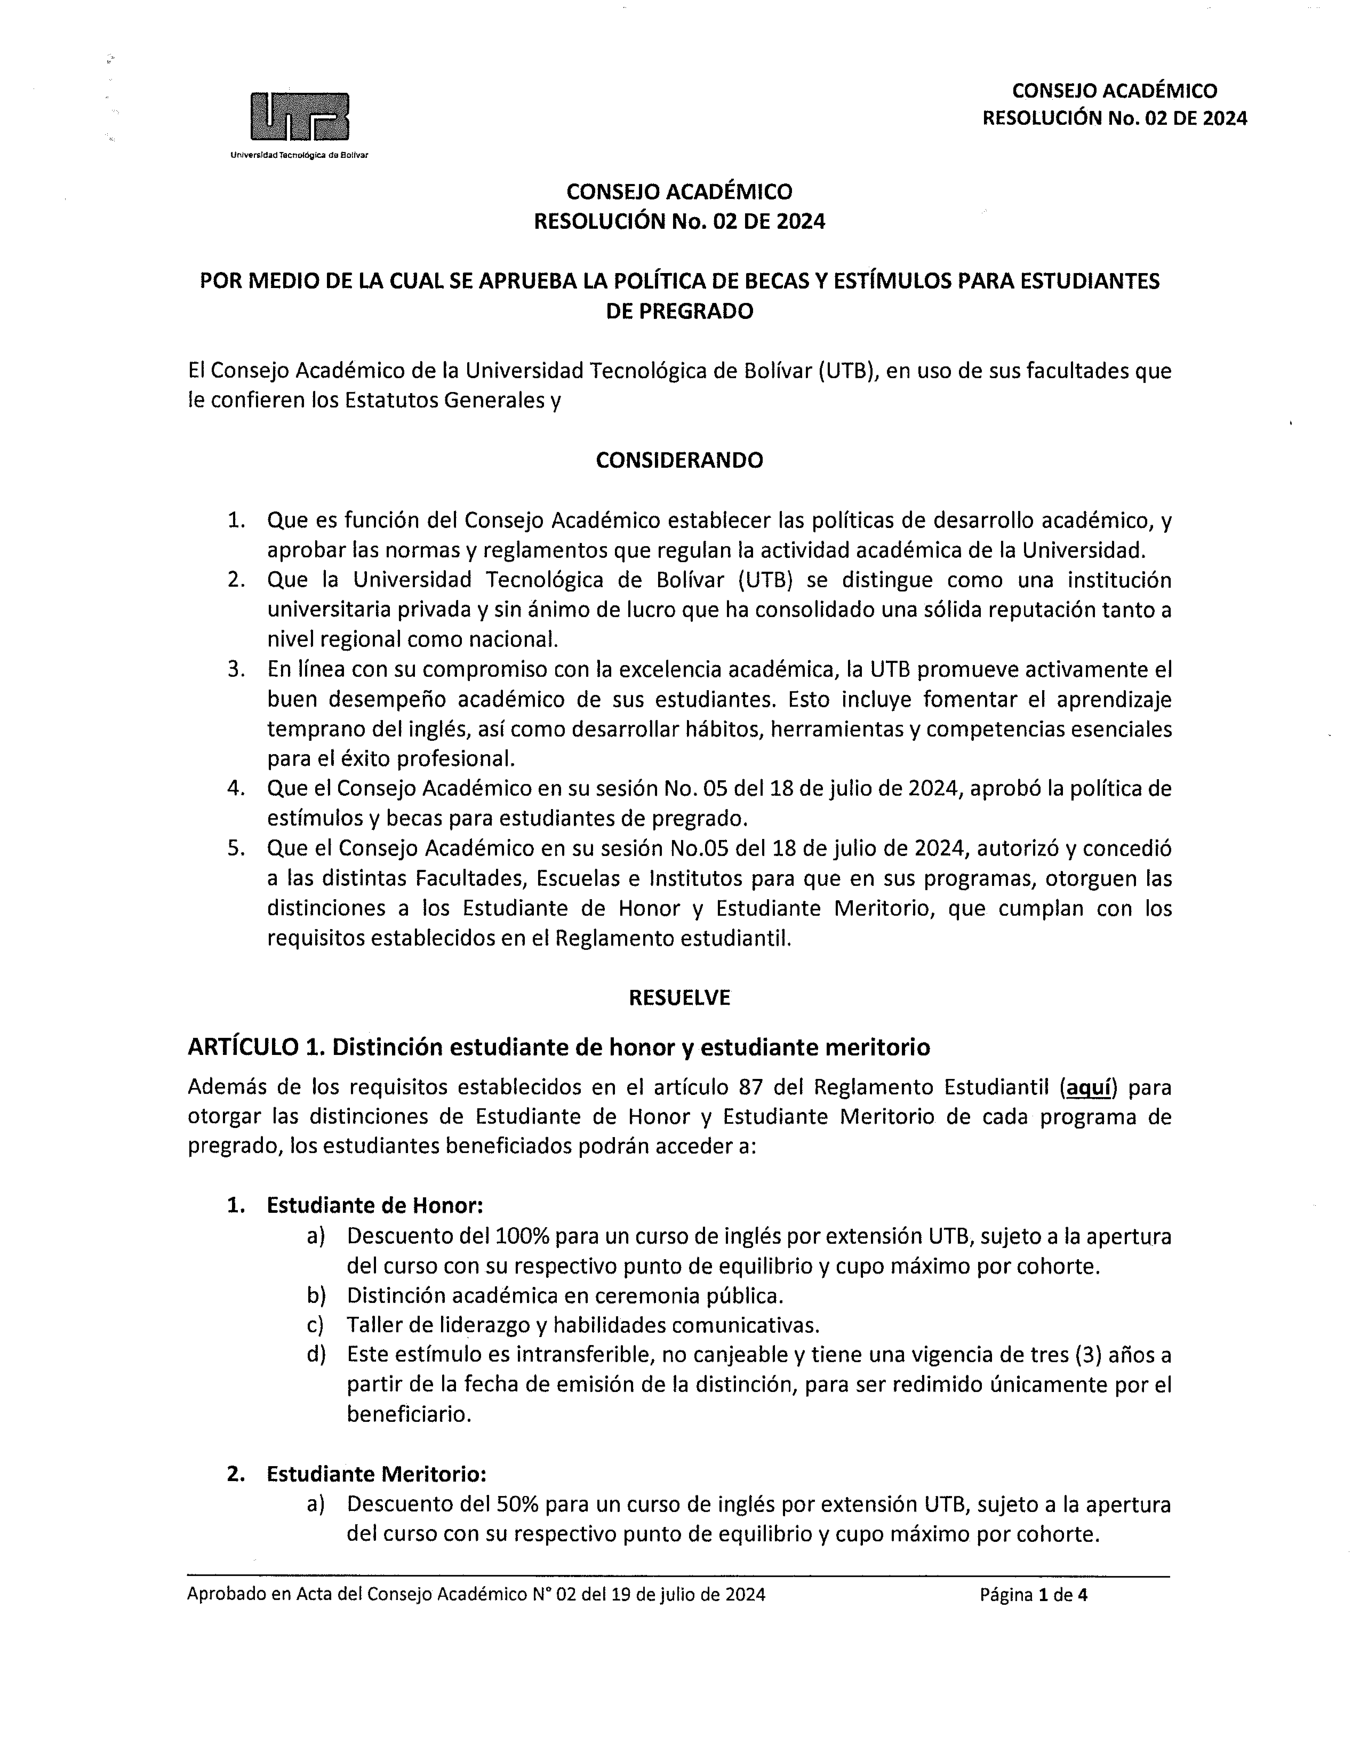 CONSEJO ACADÉMICO
RESOLUCIÓN No. 02 DE 2024
UTB
Universidad Tecnológica de Bolívar
CONSEJO ACADÉMICO
RESOLUCIÓN No. 02 DE 2024
POR MEDIO DE LA CUAL SE APRUEBA LA POLÍTICA DE BECAS Y ESTÍMULOS PARA ESTUDIANTES
DE PREGRADO
El Consejo Académico de la Universidad Tecnológica de Bolívar (UTB), en uso de sus facultades que
le confieren los Estatutos Generales y
CONSIDERANDO
1. Que es función del Consejo Académico establecer las políticas de desarrollo académico, y
aprobar las normas y reglamentos que regulan la actividad académica de la Universidad.
2. Que la Universidad Tecnológica de Bolívar (UTB) se distingue como una institución
universitaria privada y sin ánimo de lucro que ha consolidado una sólida reputación tanto a
nivel regional como nacional.
3. En línea con su compromiso con la excelencia académica, la UTB promueve activamente el
buen desempeño académico de sus estudiantes. Esto incluye fomentar el aprendizaje
temprano del inglés, así como desarrollar hábitos, herramientas y competencias esenciales
para el éxito profesional.
4. Que el Consejo Académico en su sesión No. 05 del 18 de julio de 2024, aprobó la política de
estímulos y becas para estudiantes de pregrado.
5. Que el Consejo Académico en su sesión No.05 del 18 de julio de 2024, autorizó y concedió
a las distintas Facultades, Escuelas e Institutos para que en sus programas, otorguen las
distinciones a los Estudiante de Honor y Estudiante Meritorio, que cumplan con los
requisitos establecidos en el Reglamento estudiantil.
RESUELVE
ARTÍCULO 1. Distinción estudiante de honor y estudiante meritorio
Además de los requisitos establecidos en el artículo 87 del Reglamento Estudiantil (aquí) para
otorgar las distinciones de Estudiante de Honor y Estudiante Meritorio de cada programa de
pregrado, los estudiantes beneficiados podrán acceder a:
1. Estudiante de Honor:
a) Descuento del 100% para un curso de inglés por extensión UTB, sujeto a la apertura
del curso con su respectivo punto de equilibrio y cupo máximo por cohorte.
b) Distinción académica en ceremonia pública.
c) Taller de liderazgo y habilidades comunicativas.
d) Este estímulo es intransferible, no canjeable y tiene una vigencia de tres (3) años a
partir de la fecha de emisión de la distinción, para ser redimido únicamente por el
beneficiario.
2. Estudiante Meritorio:
a) Descuento del 50% para un curso de inglés por extensión UTB, sujeto a la apertura
del curso con su respectivo punto de equilibrio y cupo máximo por cohorte.
Aprobado en Acta del Consejo Académico N° 02 del 19 de julio de 2024 Página 1 de 4